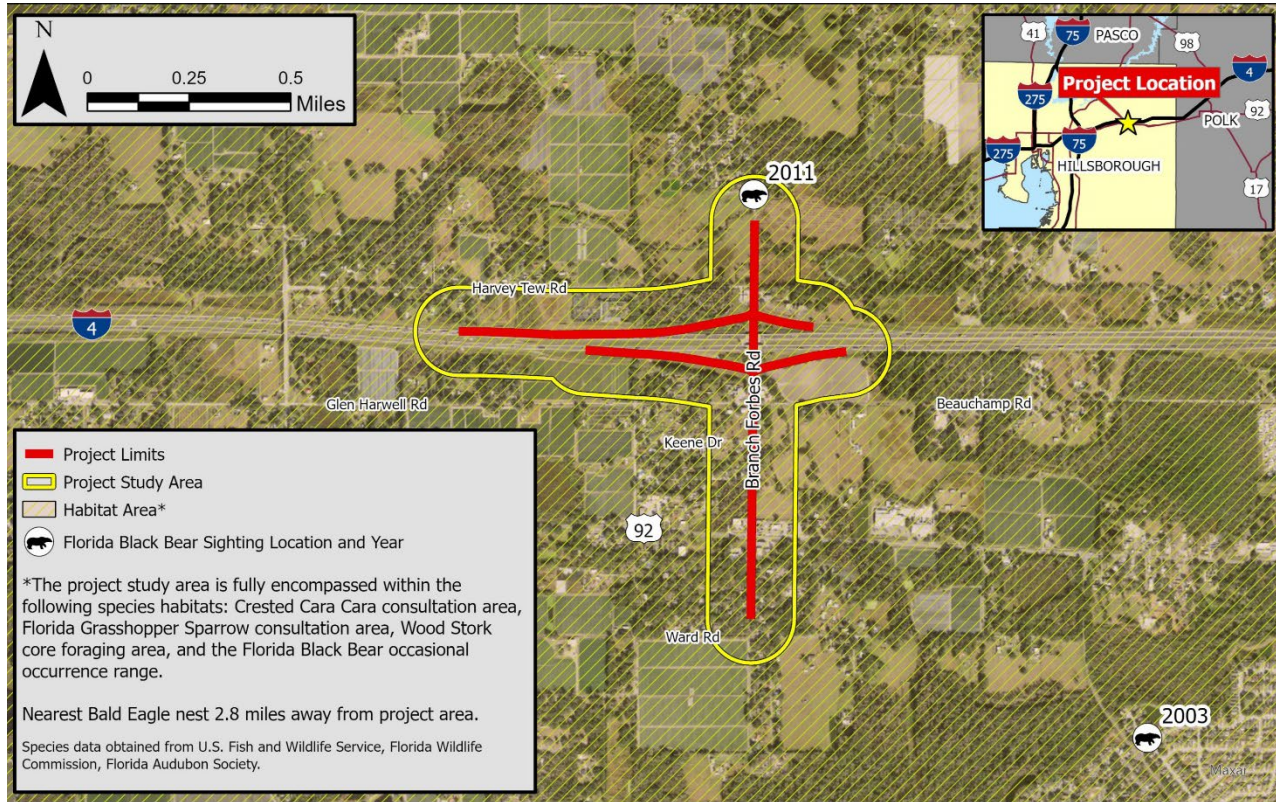 N
0 0.25 0.5
Miles
41
75
PASCO
98
4
Project Location
275
92
POLK
75
275
HILLSBOROUGH
17
2011
Harvey Tew Rd
4
Branch Forbes Rd
Glen Harwell Rd
Beauchamp Rd
Keene Dr
92
Ward Rd
2003
Maxar
Project Limits
Project Study Area
Habitat Area*
Florida Black Bear Sighting Location and Year
*The project study area is fully encompassed within the
following species habitats: Crested Cara Cara consultation area,
Florida Grasshopper Sparrow consultation area, Wood Stork
core foraging area, and the Florida Black Bear occasional
occurrence range.
Nearest Bald Eagle nest 2.8 miles away from project area.
Species data obtained from U.S. Fish and Wildlife Service, Florida Wildlife
Commission, Florida Audubon Society.